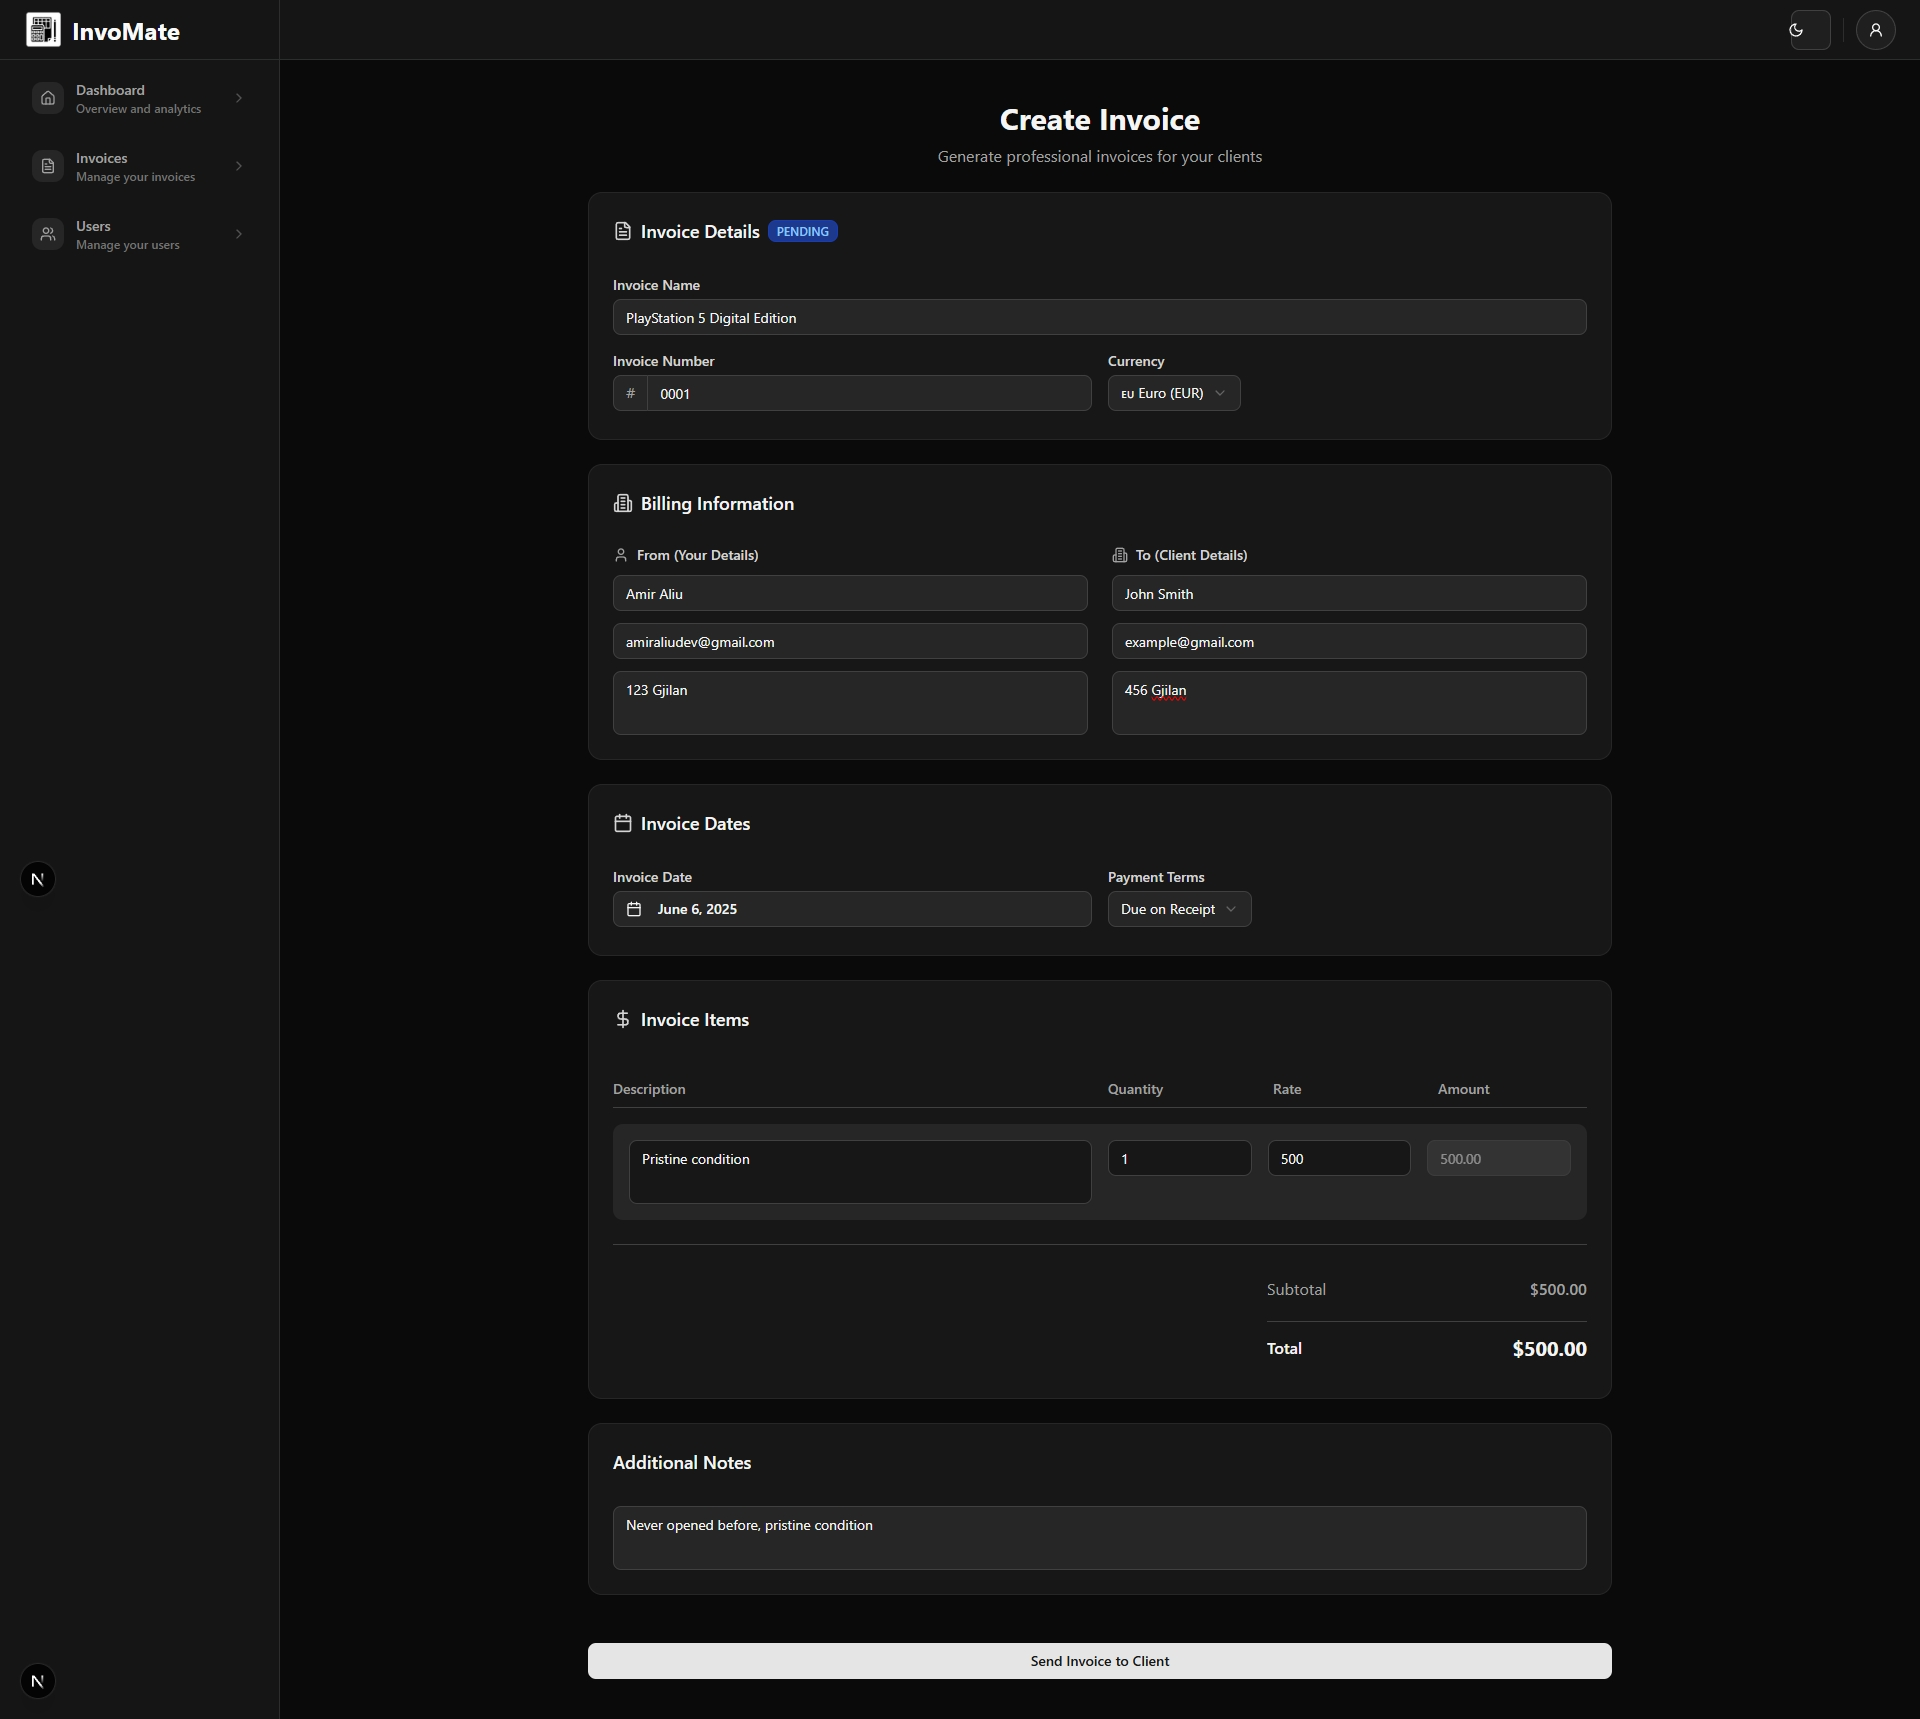 InvoMate
Dashboard
Overview and analytics
Invoices
Manage your invoices
Users
Manage your users
Create Invoice
Generate professional invoices for your clients
Invoice Details PENDING
Invoice Name
PlayStation 5 Digital Edition
Invoice Number Currency
# 0001 EU Euro (EUR)
Billing Information
From (Your Details) To (Client Details)
Amir Aliu John Smith
amiraliudev@gmail.com example@gmail.com
123 Gjilan 456 Gjilan
Invoice Dates
Invoice Date Payment Terms
June 6, 2025 Due on Receipt
N
$ Invoice Items
Description Quantity Rate Amount
Pristine condition 1 500 500.00
Subtotal $500.00
Total $500.00
Additional Notes
Never opened before, pristine condition
Send Invoice to Client
N